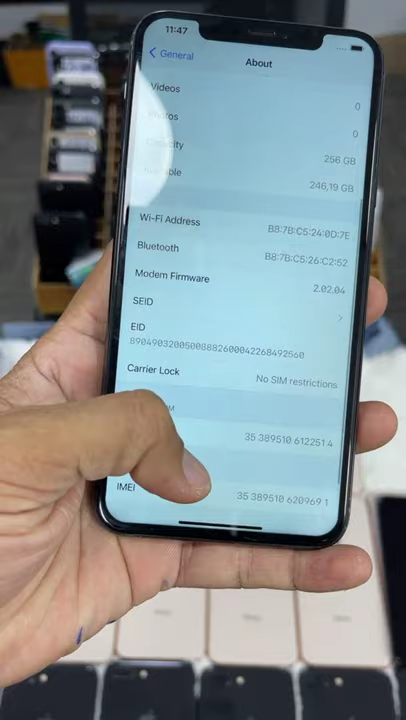 11:47
General
About
Videos
0
Photos
0
Capacity
256 GB
246,19 GB
Wi-Fi Address
B8:7B:C5:24:0D:7E
Bluetooth
B8:7B:C5:26:C2:52
Modem Firmware
2.02.04
SEID
EID
89049032005008882600042268492560
Carrier Lock
No SIM restrictions
35 389510 612251 4
IMEI
35 389510 620969 1